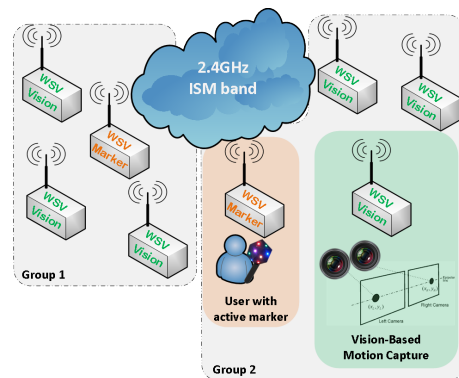 2.4GHz
ISM band
WSV
Vision
WSV
Marker
WSV
Vision
WSV
Vision
Group 1
WSV
Vision
WSV
Vision
WSV
Marker
User with
active marker
WSV
Vision
Left Camera
Right Camera
Vision-Based
Motion Capture
Group 2